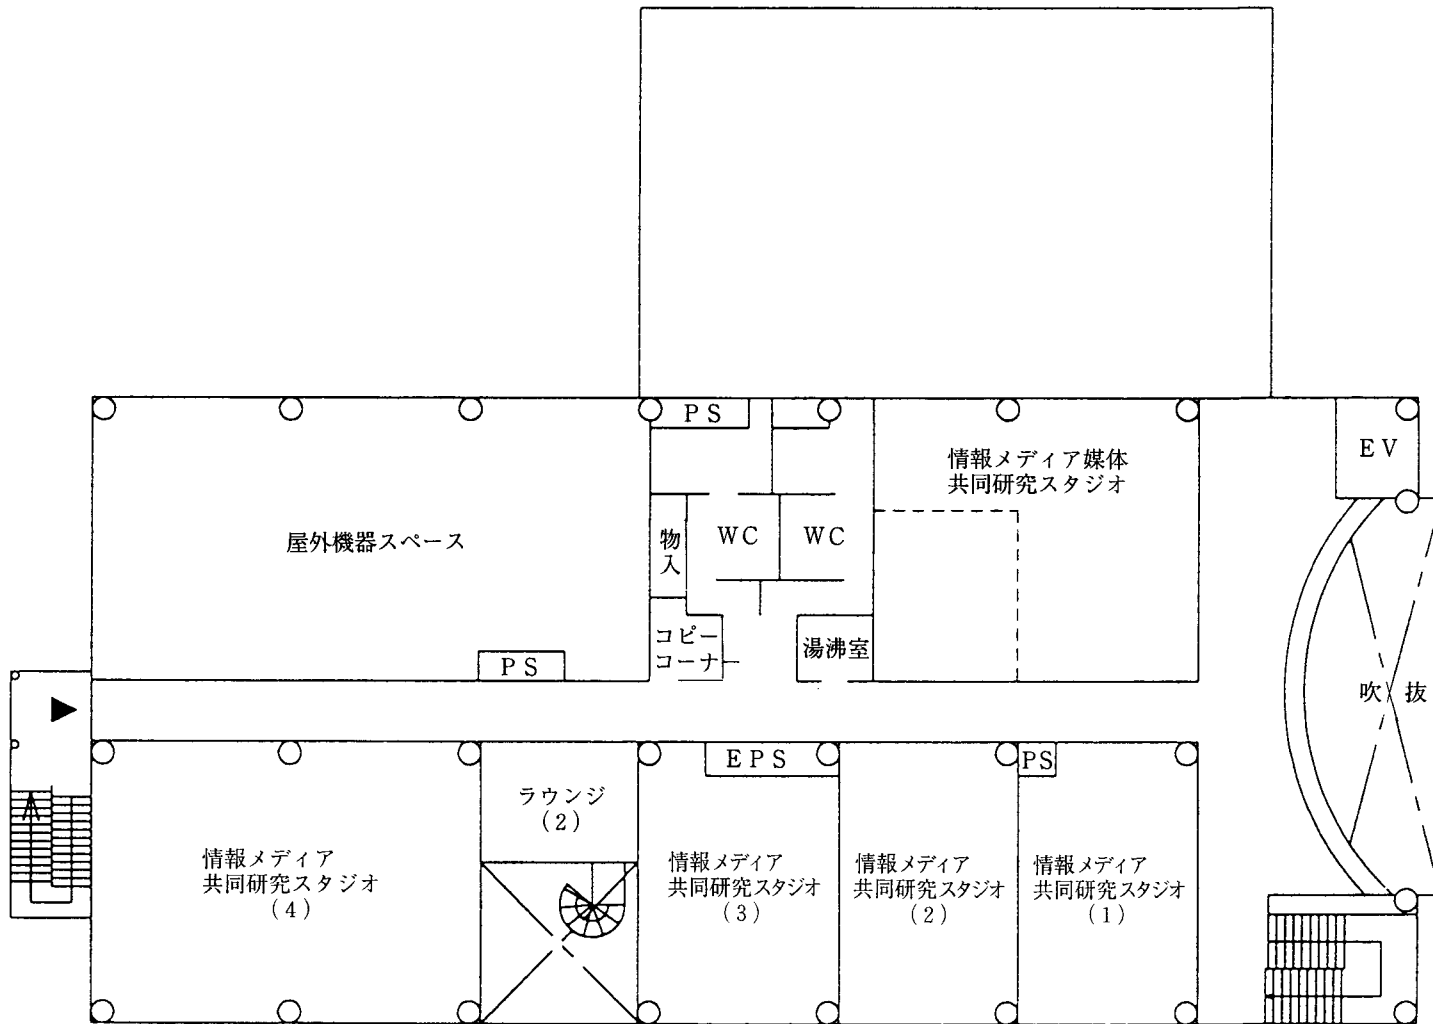 PS
情報メディア媒体
共同研究スタジオ
EV
屋外機器スペース
物入
WC
WC
コピー
コーナー
湯沸室
PS
吹抜
EPS
PS
ラウンジ
(2)
情報メディア
共同研究スタジオ
(4)
情報メディア
共同研究スタジオ
(3)
情報メディア
共同研究スタジオ
(2)
情報メディア
共同研究スタジオ
(1)